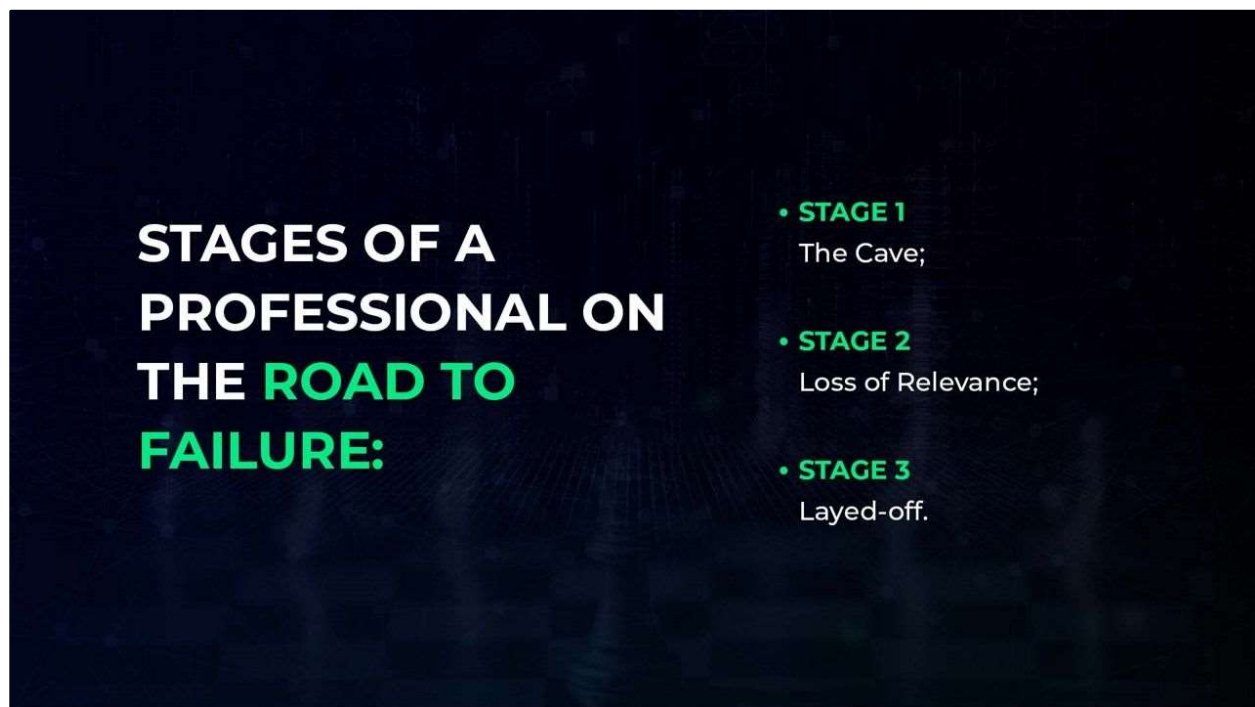 STAGES OF A
PROFESSIONAL ON
THE ROAD TO
FAILURE:
• STAGE 1
The Cave;
• STAGE 2
Loss of Relevance;
• STAGE 3
Layed-off.